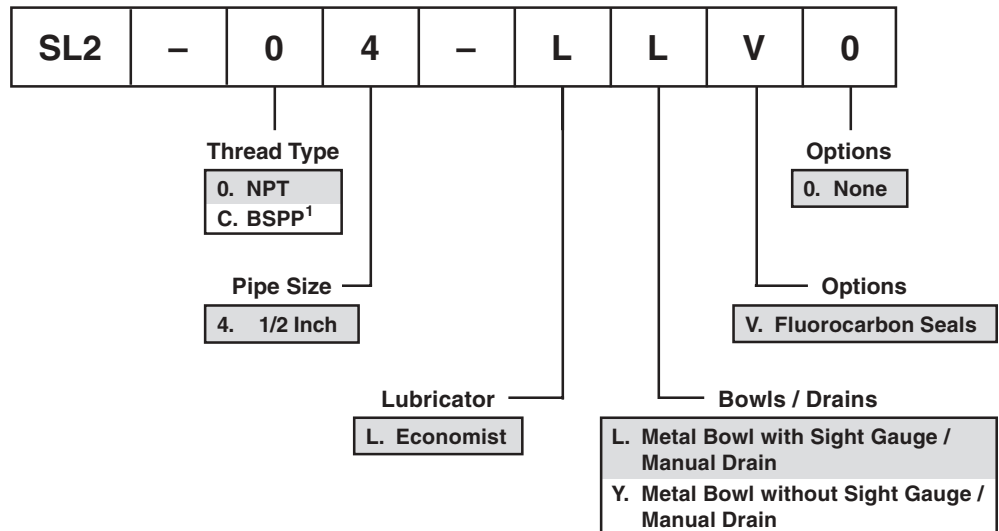 SL2 – 0 4 – L L V 0
Thread Type
0. NPT
C. BSPP1
Options
0. None
Pipe Size
4. 1/2 Inch
Options
V. Fluorocarbon Seals
Lubricator
L. Economist
Bowls / Drains
L. Metal Bowl with Sight Gauge /
Manual Drain
Y. Metal Bowl without Sight Gauge /
Manual Drain